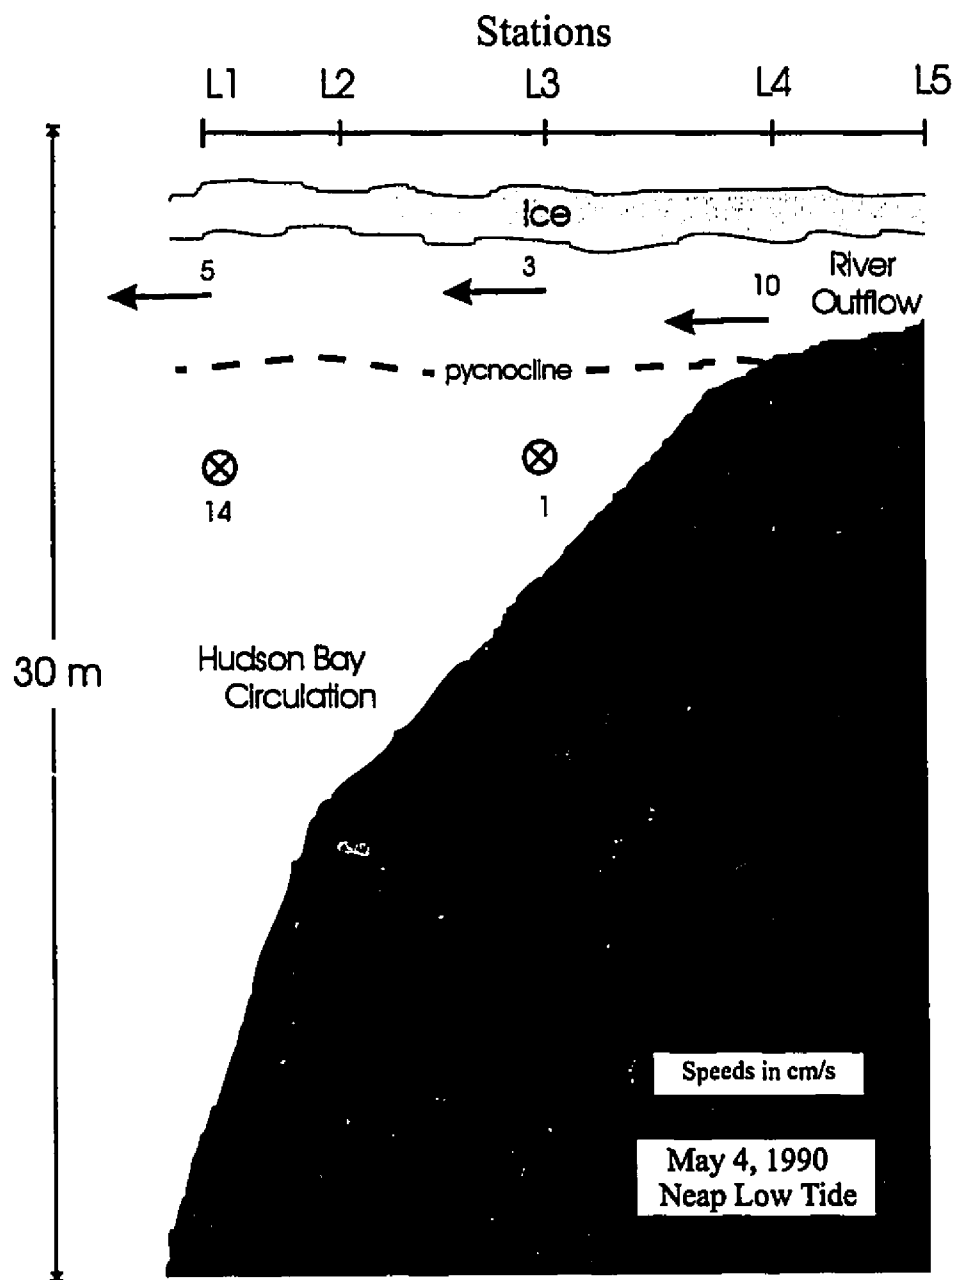 Stations
L1 L2 L3 L4 L5
Ice
5 3 10 River
Outflow
pycnocline
14 1
Hudson Bay
Circulation
30 m
Speeds in cm/s
May 4, 1990
Neap Low Tide